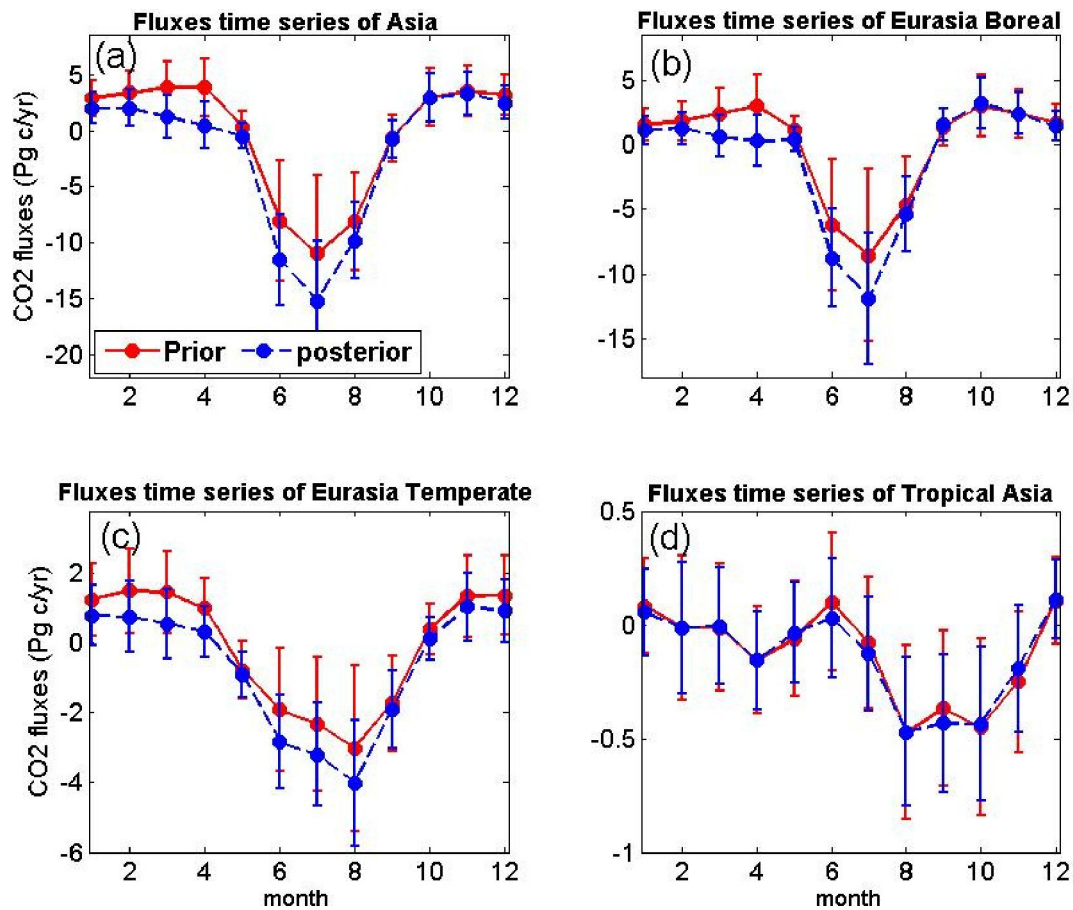 Fluxes time series of Asia
(a)
CO2 fluxes (Pg c/yr)
5
0
-5
-10
-15
-20
Prior posterior
2 4 6 8 10 12
Fluxes time series of Eurasia Boreal
(b)
5
0
-5
-10
-15
2 4 6 8 10 12
Fluxes time series of Eurasia Temperate
(c)
CO2 fluxes (Pg c/yr)
2
0
-2
-4
-6
2 4 6 8 10 12
month
Fluxes time series of Tropical Asia
(d)
0.5
0
-0.5
-1
2 4 6 8 10 12
month